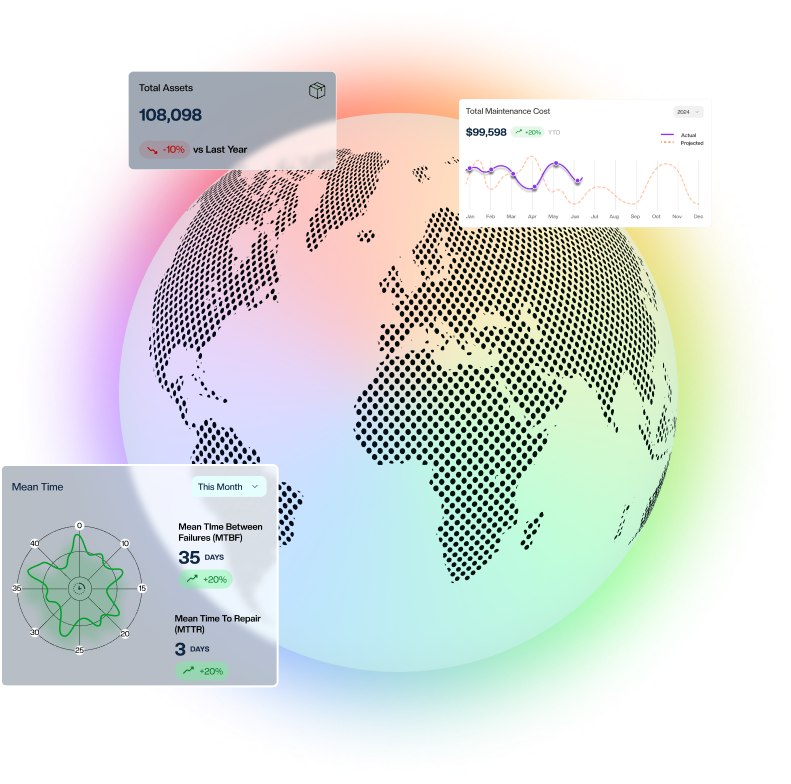 Total Assets
108,098
-10% vs Last Year
Total Maintenance Cost
2024
$99,598 +20% YTD
Actual
Projected
Jan Feb Mar Apr May Jun Jul Aug Sep Oct Nov Dec
Mean Time
This Month
0
10
15
20
25
30
35
40
Mean TIme Between
Failures (MTBF)
35 DAYS
+20%
Mean Time To Repair
(MTTR)
3 DAYS
+20%